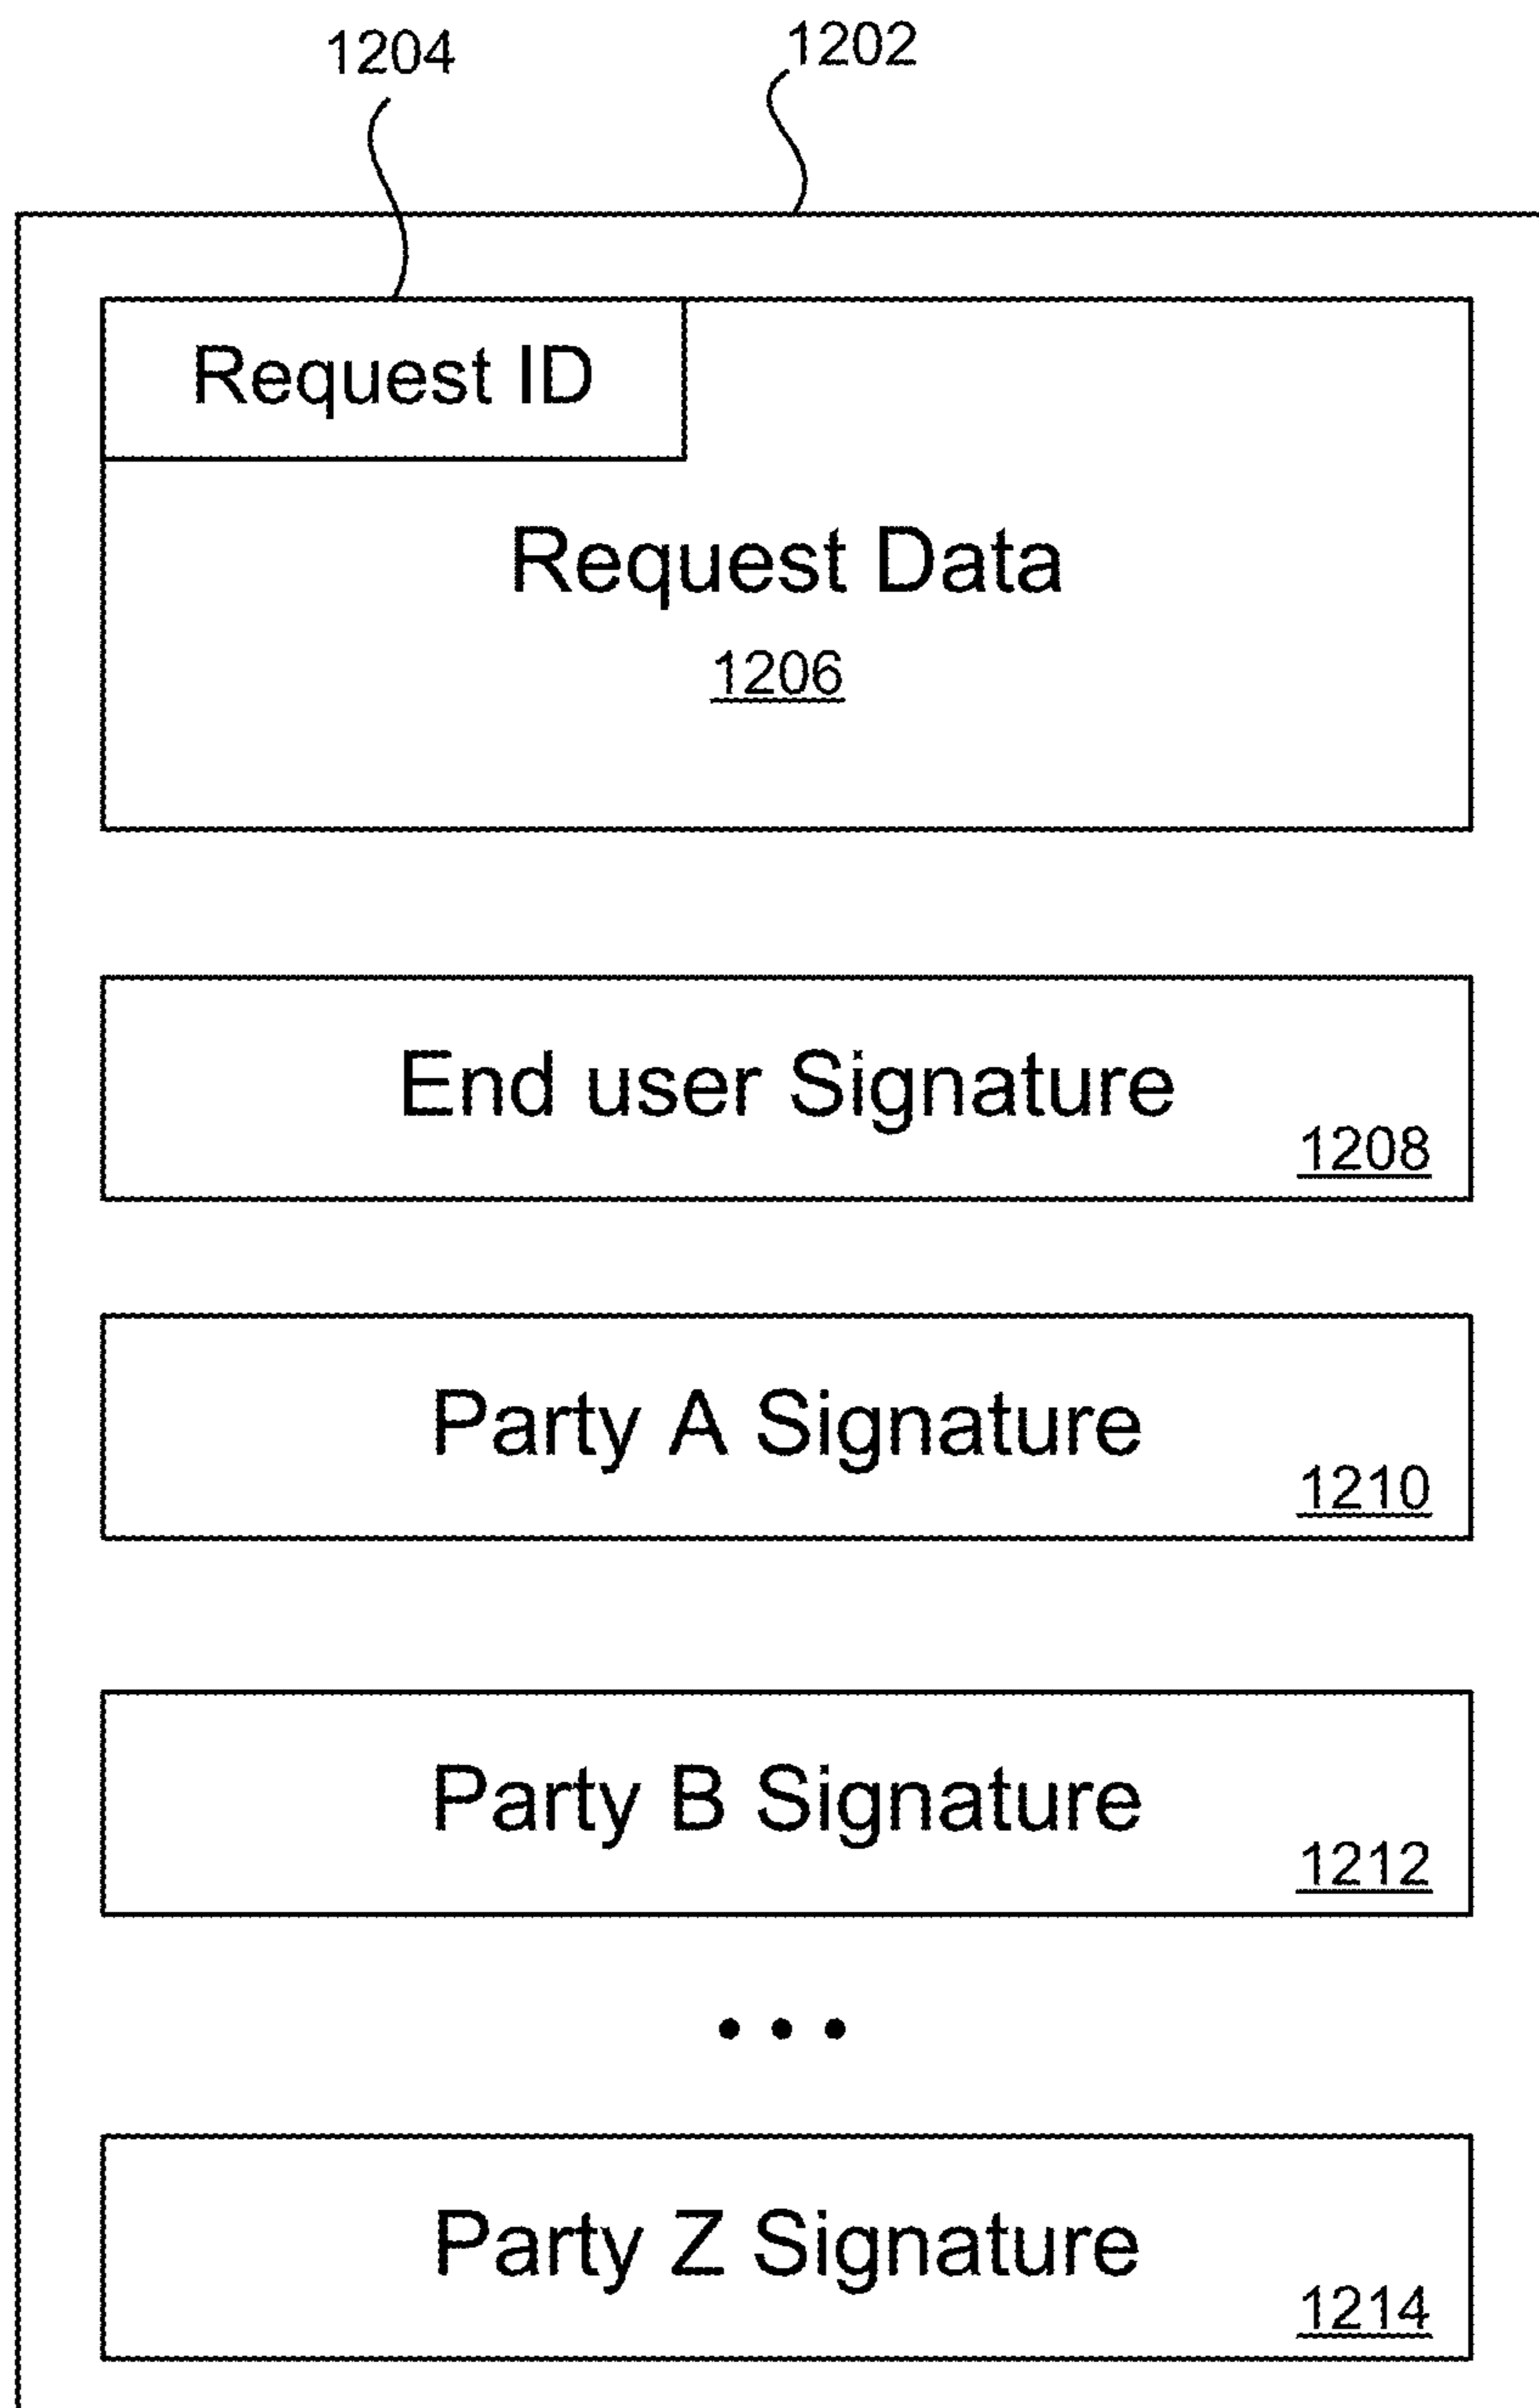 1204
1202
Request ID
Request Data
1206
End user Signature
1208
Party A Signature
1210
Party B Signature
1212
...
Party Z Signature
1214